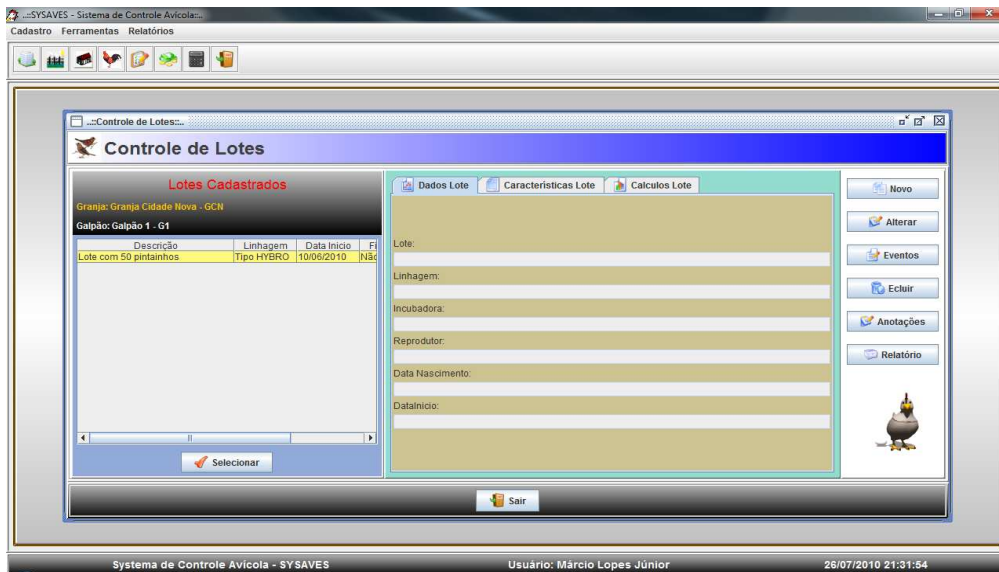 ..::SYSAVES - Sistema de Controle Avícola::..
Cadastro Ferramentas Relatórios
..::Controle de Lotes::..
Controle de Lotes
Lotes Cadastrados
Granja: Granja Cidade Nova - GCN
Galpão: Galpão 1 - G1
Descrição Linhagem Data Inicio Fi
Lote com 50 pintainhos Tipo HYBRO 10/06/2010 Não
Selecionar
Dados Lote Características Lote Calculos Lote
Lote:
Linhagem:
Incubadora:
Reprodutor:
Data Nascimento:
DataInicio:
Novo
Alterar
Eventos
Ecluir
Anotações
Relatório
Sair
Systema de Controle Avícola - SYSAVES Usuário: Márcio Lopes Júnior 26/07/2010 21:31:54